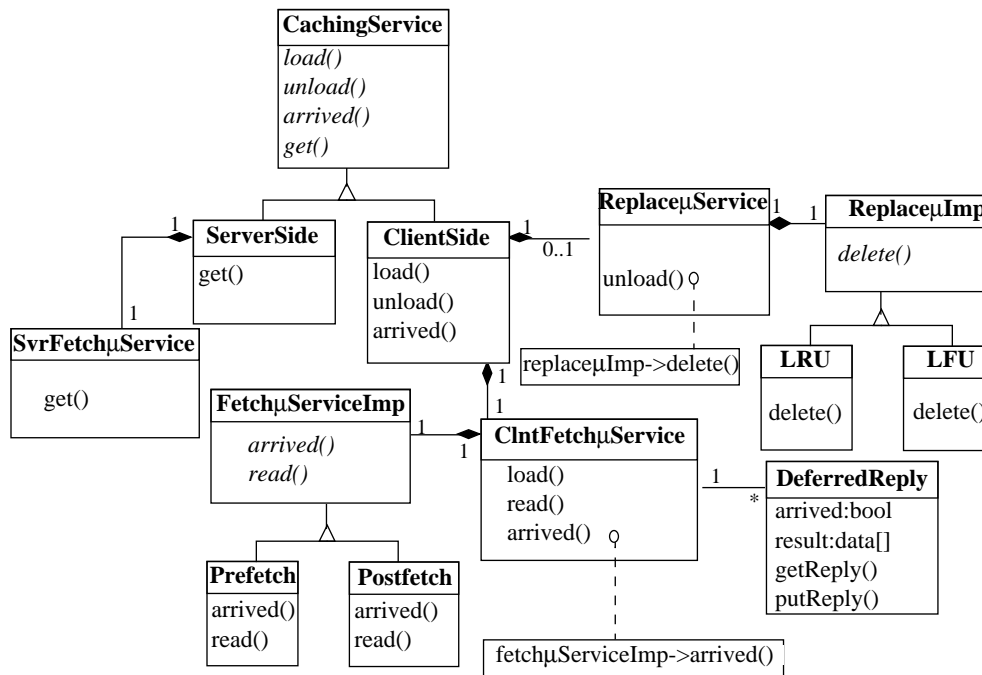 CachingService
load()
unload()
arrived()
get()
ServerSide
get()
1
1
SvrFetchµService
get()
ClientSide
load()
unload()
arrived()
1
0..1
ReplaceµService
unload()
replaceµImp->delete()
1
1
ReplaceµImp
delete()
LRU
delete()
LFU
delete()
1
1
FetchµServiceImp
arrived()
read()
1
1
ClntFetchµService
load()
read()
arrived()
1
*
DeferredReply
arrived:bool
result:data[]
getReply()
putReply()
Prefetch
arrived()
read()
Postfetch
arrived()
read()
fetchµServiceImp->arrived()